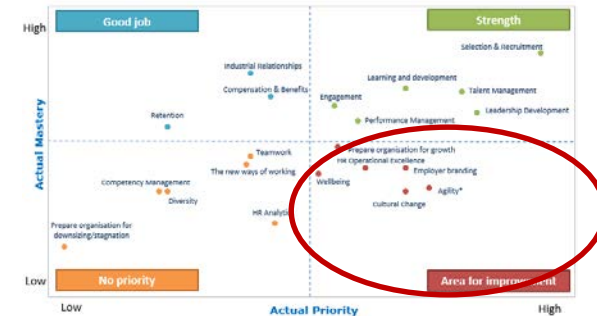 High
Good job
Strength
Selection & Recruitment
Industrial Relationships
Learning and development
Compensation & Benefits
Talent Management
Engagement
Leadership Development
Retention
Performance Management
Actual Mastery
Prepare organisation for growth
Teamwork
HR Operational Excellence
The new ways of working
Employer branding
Wellbeing
Competency Management
Agility*
Diversity
Cultural Change
HR Analytics
Prepare organisation for
downsizing/stagnation
Low
No priority
Area for improvement
Low
Actual Priority
High